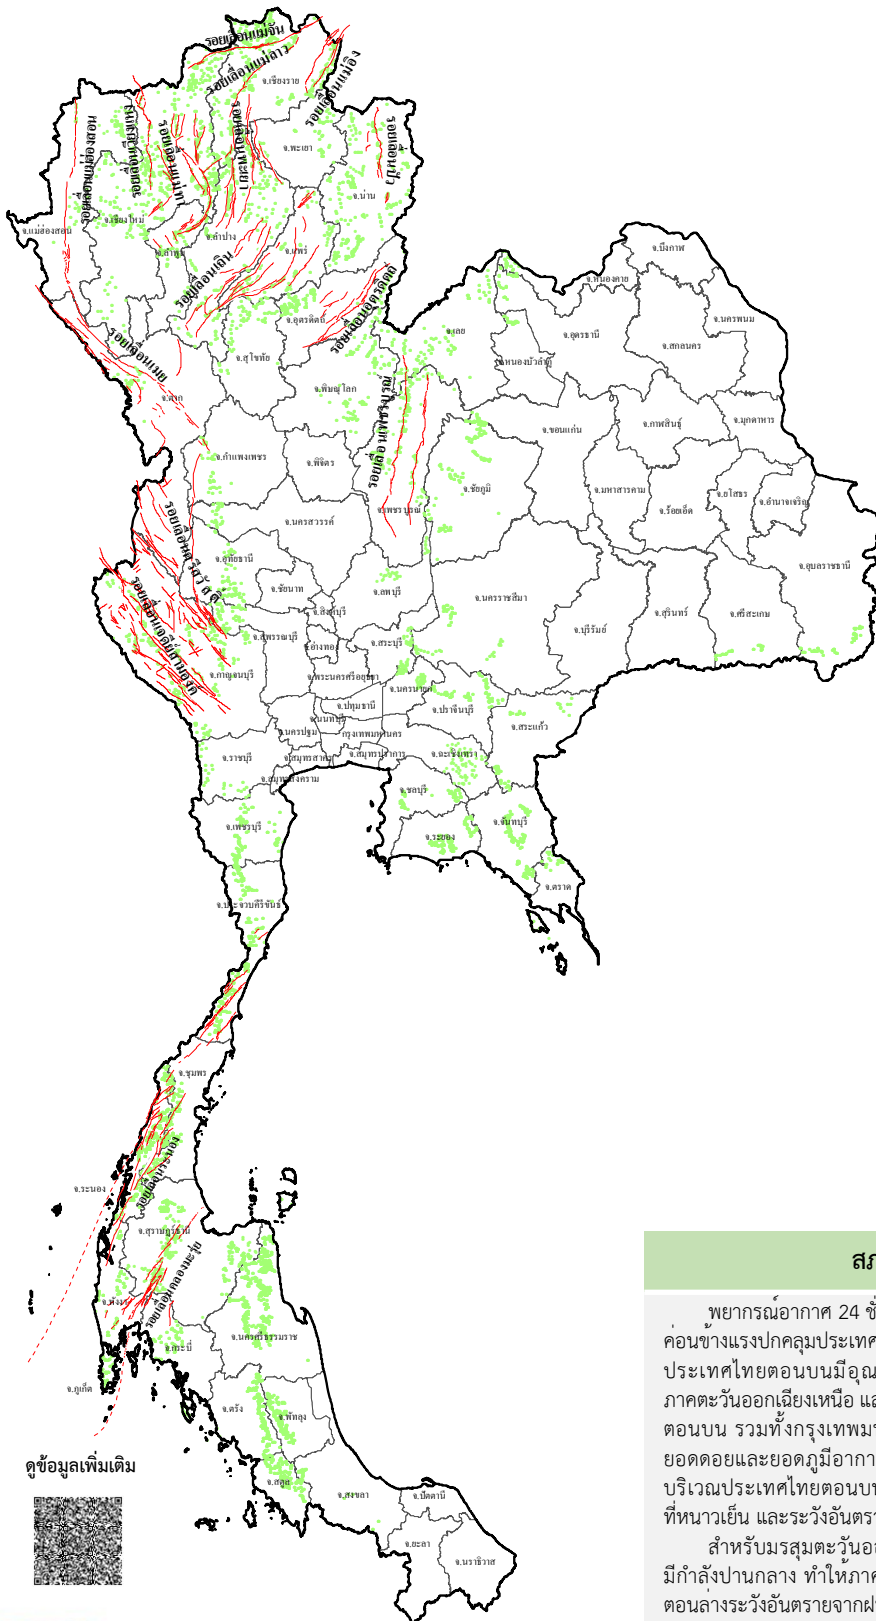 รอยเลื่อนแม่จัน
รอยเลื่อนแม่ลาว
จ.เชียงราย
รอยเลื่อนแม่อิง
รอยเลื่อนแม่ฮ่องสอน
รอยเลื่อนแม่ทา
รอยเลื่อนพะเยา
รอยเลื่อนปัว
จ.พะเยา
จ.น่าน
จ.เชียงใหม่
จ.แม่ฮ่องสอน
จ.ลำปาง
จ.ลำพูน
จ.แพร่
รอยเลื่อนเถิน
รอยเลื่อนอุตรดิตถ์
จ.อุตรดิตถ์
จ.บึงกาฬ
จ.หนองคาย
จ.นครพนม
จ.เลย
จ.อุดรธานี
จ.สกลนคร
จ.หนองบัวลำภู
รอยเลื่อนเมย
จ.สุโขทัย
จ.ตาก
จ.พิษณุโลก
รอยเลื่อนเพชรบูรณ์
จ.ขอนแก่น
จ.กาฬสินธุ์
จ.มุกดาหาร
จ.กำแพงเพชร
จ.พิจิตร
จ.ชัยภูมิ
จ.มหาสารคาม
จ.ร้อยเอ็ด
จ.ยโสธร
จ.อำนาจเจริญ
จ.เพชรบูรณ์
รอยเลื่อนศรีสวัสดิ์
จ.นครสวรรค์
จ.อุทัยธานี
จ.อุบลราชธานี
จ.ชัยนาท
จ.ลพบุรี
จ.นครราชสีมา
จ.บุรีรัมย์
จ.สุรินทร์
จ.ศรีสะเกษ
รอยเลื่อนเจดีย์สามองค์
จ.สิงห์บุรี
จ.สุพรรณบุรี
จ.อ่างทอง
จ.สระบุรี
จ.กาญจนบุรี
จ.พระนครศรีอยุธยา
จ.นครนายก
จ.ปทุมธานี
จ.ปราจีนบุรี
จ.นนทบุรี
จ.สระแก้ว
จ.นครปฐม
กรุงเทพมหานคร
จ.ราชบุรี
จ.สมุทรสาคร
จ.สมุทรปราการ
จ.ฉะเชิงเทรา
จ.สมุทรสงคราม
จ.ชลบุรี
จ.เพชรบุรี
จ.ระยอง
จ.จันทบุรี
จ.ตราด
จ.ประจวบคีรีขันธ์
จ.ชุมพร
รอยเลื่อนระนอง
จ.ระนอง
จ.สุราษฎร์ธานี
รอยเลื่อนคลองมะรุ่ย
จ.พังงา
จ.กระบี่
จ.นครศรีธรรมราช
จ.ภูเก็ต
จ.ตรัง
จ.พัทลุง
จ.สตูล
จ.สงขลา
จ.ปัตตานี
จ.ยะลา
จ.นราธิวาส
ดูข้อมูลเพิ่มเติม
สภ
พยากรณ์อากาศ 24 ชั่
ค่อนข้างแรงปกคลุมประเทศ
ประเทศไทยตอนบนมีอุณ
ภาคตะวันออกเฉียงเหนือ แล
ตอนบน รวมทั้งกรุงเทพม
ยอดดอยและยอดภูมีอากา
บริเวณประเทศไทยตอนบน
ที่หนาวเย็น และระวังอันตรา
สำหรับมรสุมตะวันออ
มีกำลังปานกลาง ทำให้ภาค
ตอนล่างระวังอันตรายจากฝน